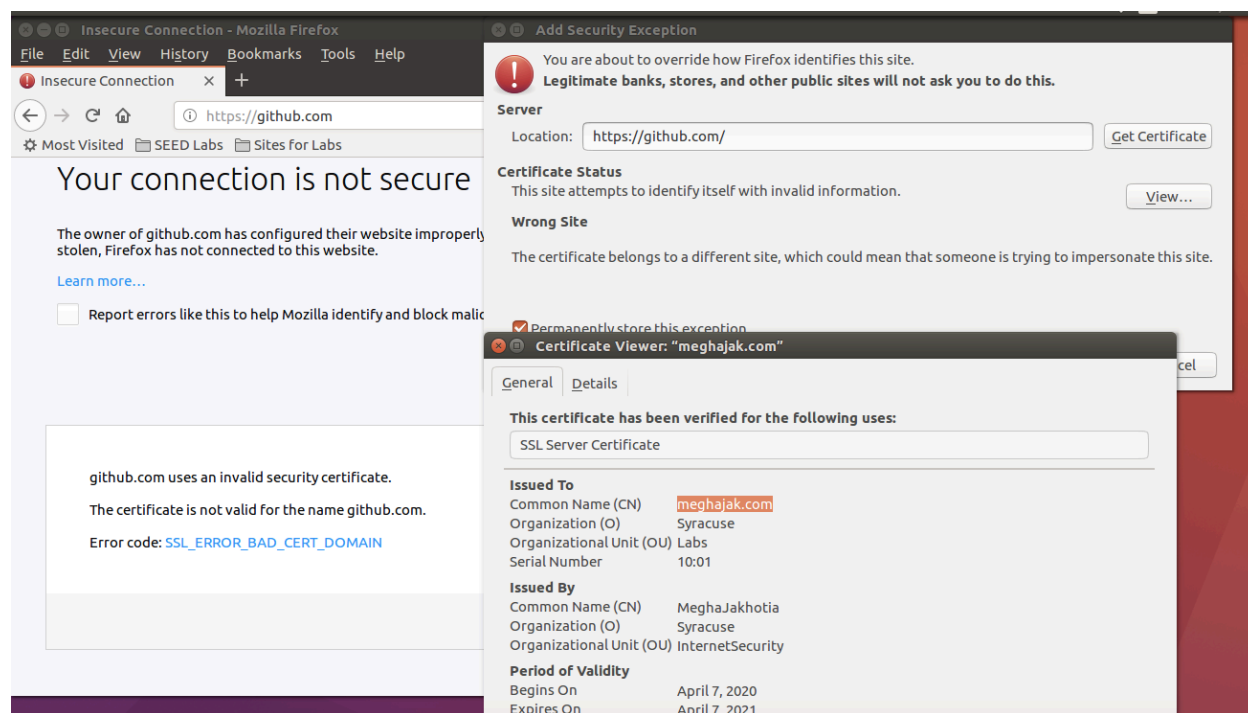 Insecure Connection - Mozilla Firefox
File Edit View History Bookmarks Tools Help
Insecure Connection
https://github.com
Most Visited SEED Labs Sites for Labs
Your connection is not secure
The owner of github.com has configured their website improperly
stolen, Firefox has not connected to this website.
Learn more…
Report errors like this to help Mozilla identify and block malic
github.com uses an invalid security certificate.
The certificate is not valid for the name github.com.
Error code: SSL_ERROR_BAD_CERT_DOMAIN
Add Security Exception
You are about to override how Firefox identifies this site.
Legitimate banks, stores, and other public sites will not ask you to do this.
Server
Location: https://github.com/ Get Certificate
Certificate Status
This site attempts to identify itself with invalid information.
View…
Wrong Site
The certificate belongs to a different site, which could mean that someone is trying to impersonate this site.
Permanently store this exception
cel
Certificate Viewer: “meghajak.com”
General Details
This certificate has been verified for the following uses:
SSL Server Certificate
Issued To
Common Name (CN) meghajak.com
Organization (O) Syracuse
Organizational Unit (OU) Labs
Serial Number 10:01
Issued By
Common Name (CN) MeghaJakhotia
Organization (O) Syracuse
Organizational Unit (OU) InternetSecurity
Period of Validity
Begins On April 7, 2020
Expires On April 7, 2021